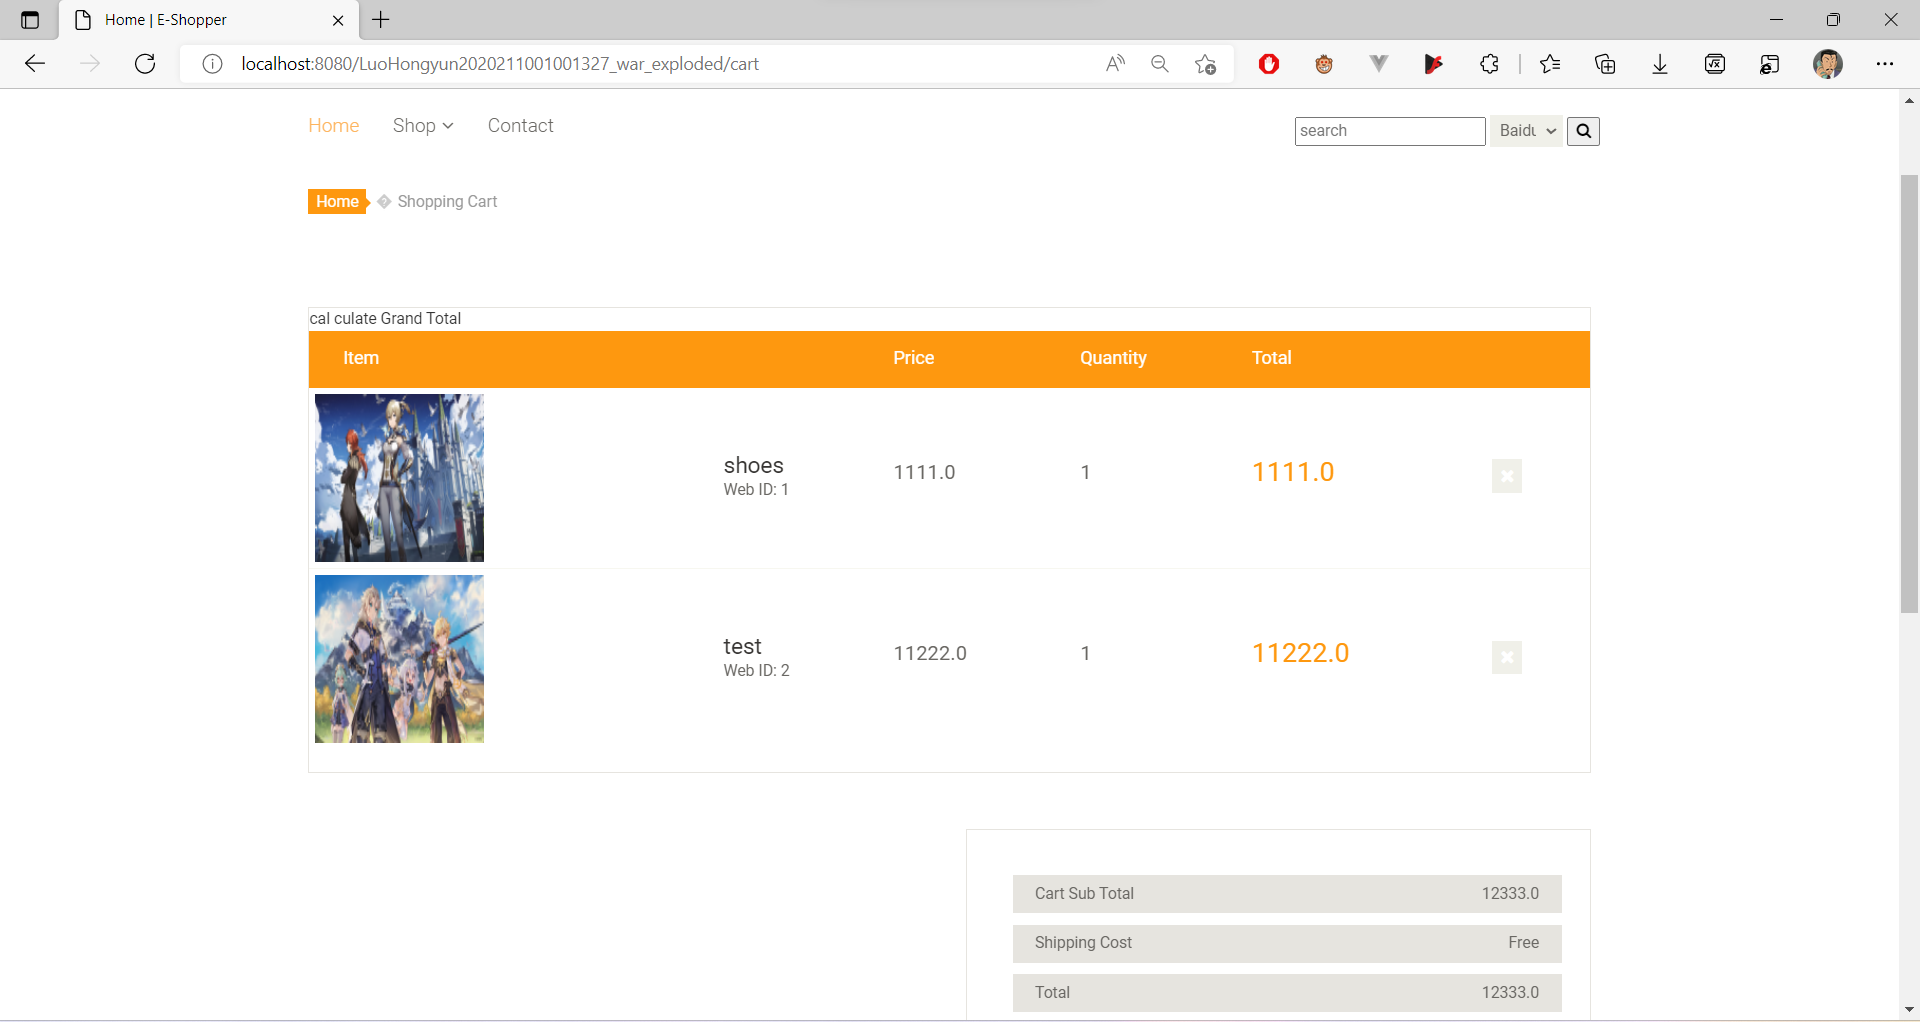 Home | E-Shopper
localhost:8080/LuoHongyun2020211001001327_war_exploded/cart
Home Shop Contact
search Baidu
Home � Shopping Cart
cal culate Grand Total
Item Price Quantity Total
shoes
Web ID: 1
1111.0 1 1111.0
test
Web ID: 2
11222.0 1 11222.0
Cart Sub Total 12333.0
Shipping Cost Free
Total 12333.0